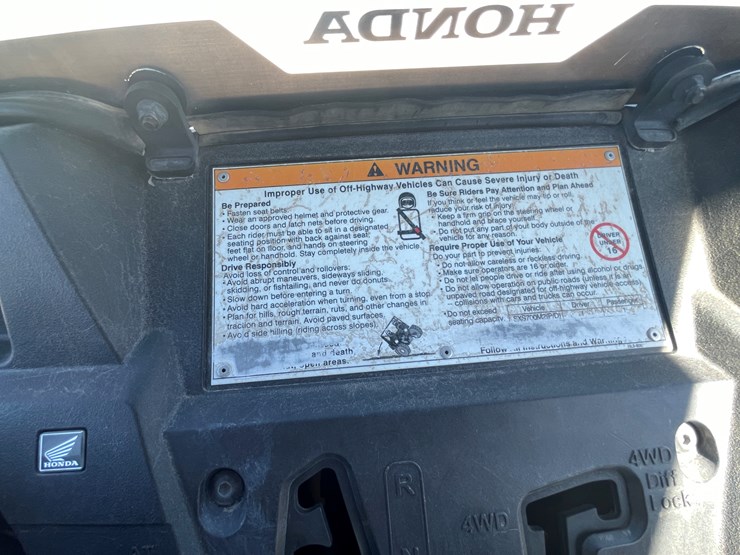 HONDA
WARNING
Improper Use of Off-Highway Vehicles Can Cause Severe Injury or Death
Be Prepared
• Fasten seat belts.
• Wear an approved helmet and protective gear.
• Close doors and latch nets before driving.
• Each rider must be able to sit in a designated
seating position with back against seat,
feet flat on floor, and hands on steering
wheel or handhold. Stay completely inside the vehicle.
Drive Responsibly
Avoid loss of control and rollovers:
• Avoid abrupt maneuvers, sideways sliding,
skidding, or fishtailing, and never do donuts.
• Slow down before entering a turn.
• Avoid hard acceleration when turning, even from a stop.
• Plan for hills, rough terrain, ruts, and other changes in
traction and terrain. Avoid paved surfaces.
• Avoid side hilling (riding across slopes).
and death
open areas.
Be Sure Riders Pay Attention and Plan Ahead
If you think or feel the vehicle may tip or roll,
reduce your risk of injury:
• Keep a firm grip on the steering wheel or
handhold and brace yourself.
• Do not put any part of your body outside of the
vehicle for any reason.
Require Proper Use of Your Vehicle
Do your part to prevent injuries:
• Do not allow careless or reckless driving.
• Make sure operators are 16 or older.
• Do not let people drive or ride after using alcohol or drugs.
• Do not allow operation on public roads (unless it is an
unpaved road designated for off-highway vehicle access)
– collisions with cars and trucks can occur.
• Do not exceed
seating capacity.
Vehicle Driver Passenger
DRIVER
UNDER
16
Follow All Instructions and
HONDA
R
4WD
4WD
Diff
Lock